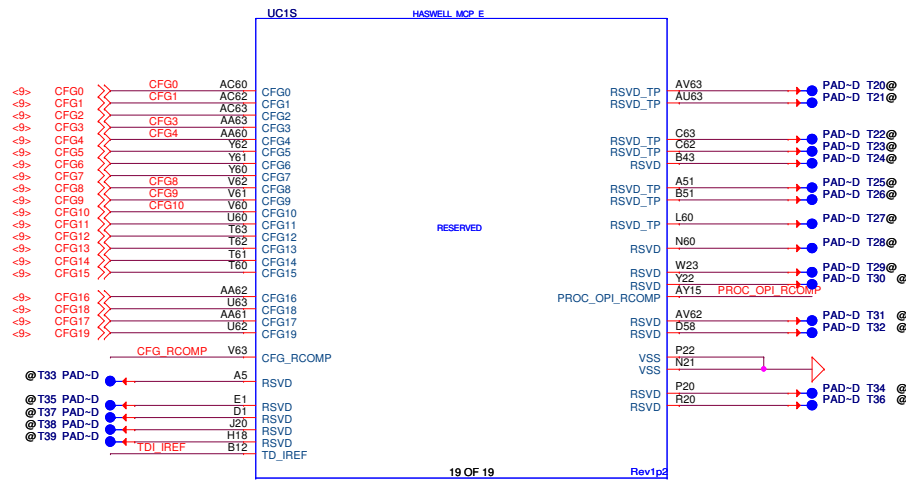 UC1S HASWELL_MCP_E
<9> CFG0 CFG0 AC60 CFG0 RSVD_TP AV63 PAD~D T20@
<9> CFG1 CFG1 AC62 CFG1 RSVD_TP AU63 PAD~D T21@
<9> CFG2 AC63 CFG2
<9> CFG3 CFG3 AA63 CFG3
<9> CFG4 CFG4 AA60 CFG4 RSVD_TP C63 PAD~D T22@
<9> CFG5 Y62 CFG5 RSVD_TP C62 PAD~D T23@
<9> CFG6 Y61 CFG6 RSVD B43 PAD~D T24@
<9> CFG7 Y60 CFG7
<9> CFG8 CFG8 V62 CFG8 RSVD_TP A51 PAD~D T25@
<9> CFG9 CFG9 V61 CFG9 RSVD_TP B51 PAD~D T26@
<9> CFG10 CFG10 V60 CFG10
<9> CFG11 U60 CFG11 RSVD_TP L60 PAD~D T27@
<9> CFG12 T63 CFG12 RESERVED
<9> CFG13 T62 CFG13 RSVD N60 PAD~D T28@
<9> CFG14 T61 CFG14
<9> CFG15 T60 CFG15 RSVD W23 PAD~D T29@
RSVD Y22 PAD~D T30 @
<9> CFG16 AA62 CFG16 PROC_OPI_RCOMP AY15 PROC_OPI_RCOMP
<9> CFG18 U63 CFG18
<9> CFG17 AA61 CFG17 RSVD AV62 PAD~D T31 @
<9> CFG19 U62 CFG19 RSVD D58 PAD~D T32 @
CFG_RCOMP V63 CFG_RCOMP VSS P22
VSS N21
@T33 PAD~D A5 RSVD
RSVD P20 PAD~D T34 @
@T35 PAD~D E1 RSVD RSVD R20 PAD~D T36 @
@T37 PAD~D D1 RSVD
@T38 PAD~D J20 RSVD
@T39 PAD~D H18 RSVD
TDI_IREF B12 TD_IREF
19 OF 19 Rev1p2